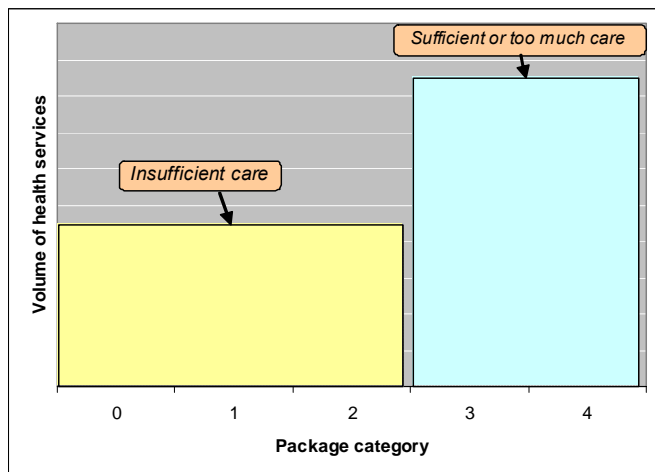 Sufficient or too much care
Insufficient care
Volume of health services
0 1 2 3 4
Package category